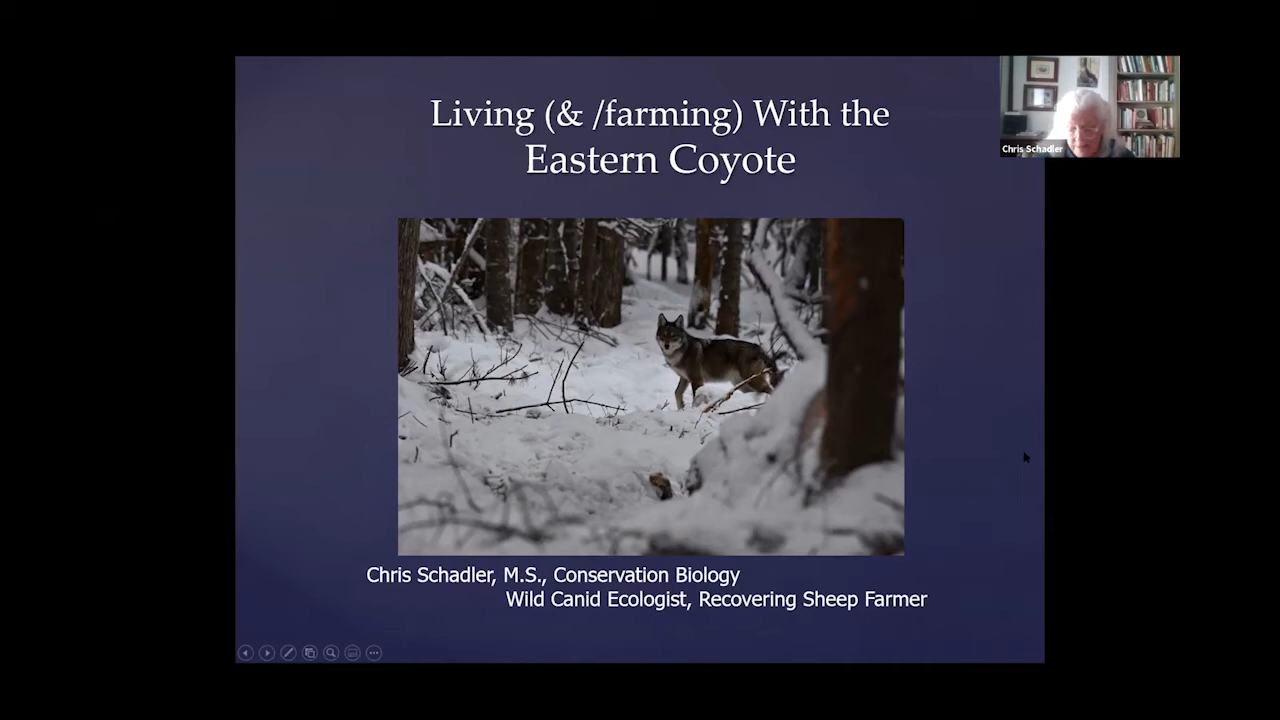 Living (& /farming) With the
Eastern Coyote
Chris Schadler
Chris Schadler, M.S., Conservation Biology
Wild Canid Ecologist, Recovering Sheep Farmer